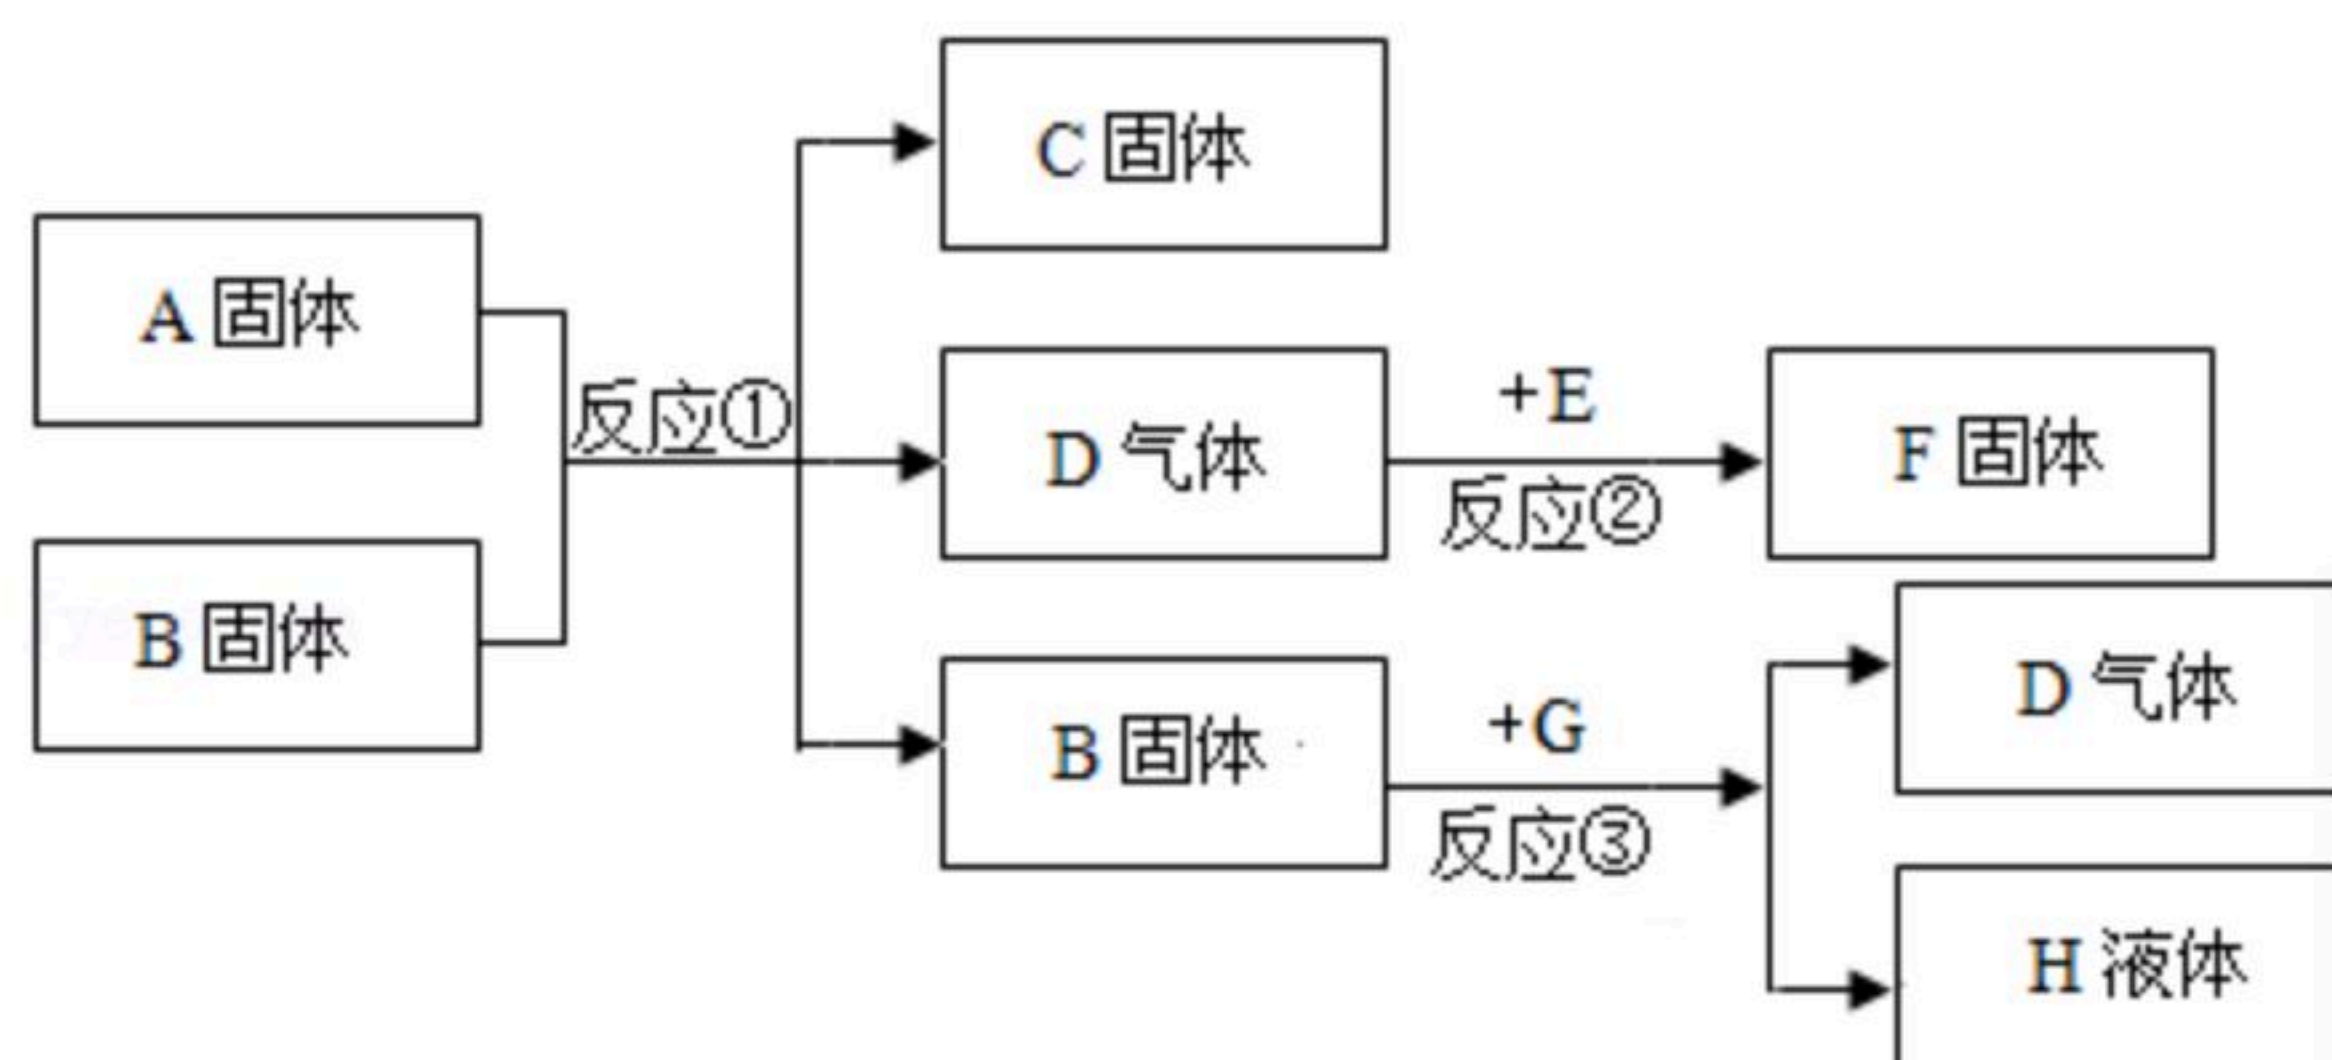 C 固体
A 固体
反应①
+E
D 气体
F 固体
反应②
B 固体
D 气体
+G
B 固体
反应③
H 液体